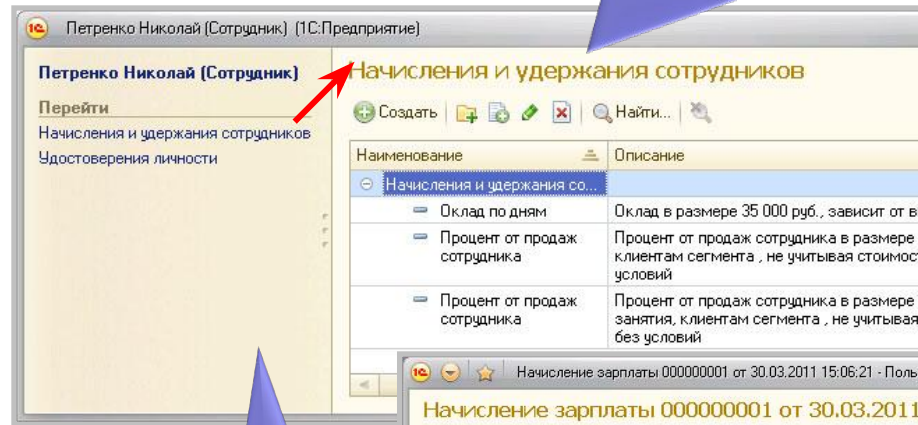 Петренко Николай (Сотрудник) (1С:Предприятие)
Петренко Николай (Сотрудник)
Перейти
Начисления и удержания сотрудников
Удостоверения личности
Начисления и удержания сотрудников
Создать Найти...
Наименование Описание
Начисления и удержания со...
Оклад по дням Оклад в размере 35 000 руб., зависит от в
Процент от продаж Процент от продаж сотрудника в размере
сотрудника клиентам сегмента , не учитывая стоимос
условий
Процент от продаж Процент от продаж сотрудника в размере
сотрудника занятия, клиентам сегмента , не учитывая
без условий
Начисление зарплаты 000000001 от 30.03.2011 15:06:21 - Поль
Начисление зарплаты 000000001 от 30.03.2011